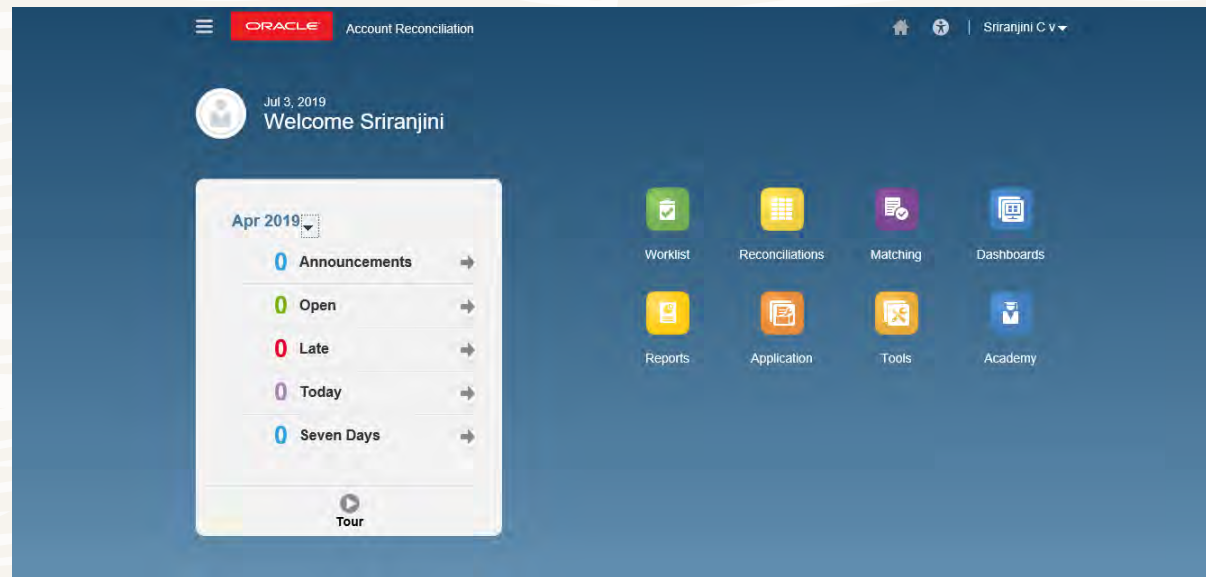 ORACLE Account Reconciliation Sriranjini C v
Jul 3, 2019
Welcome Sriranjini
Apr 2019
0 Announcements
0 Open
0 Late
0 Today
0 Seven Days
Tour
Worklist Reconciliations Matching Dashboards
Reports Application Tools Academy